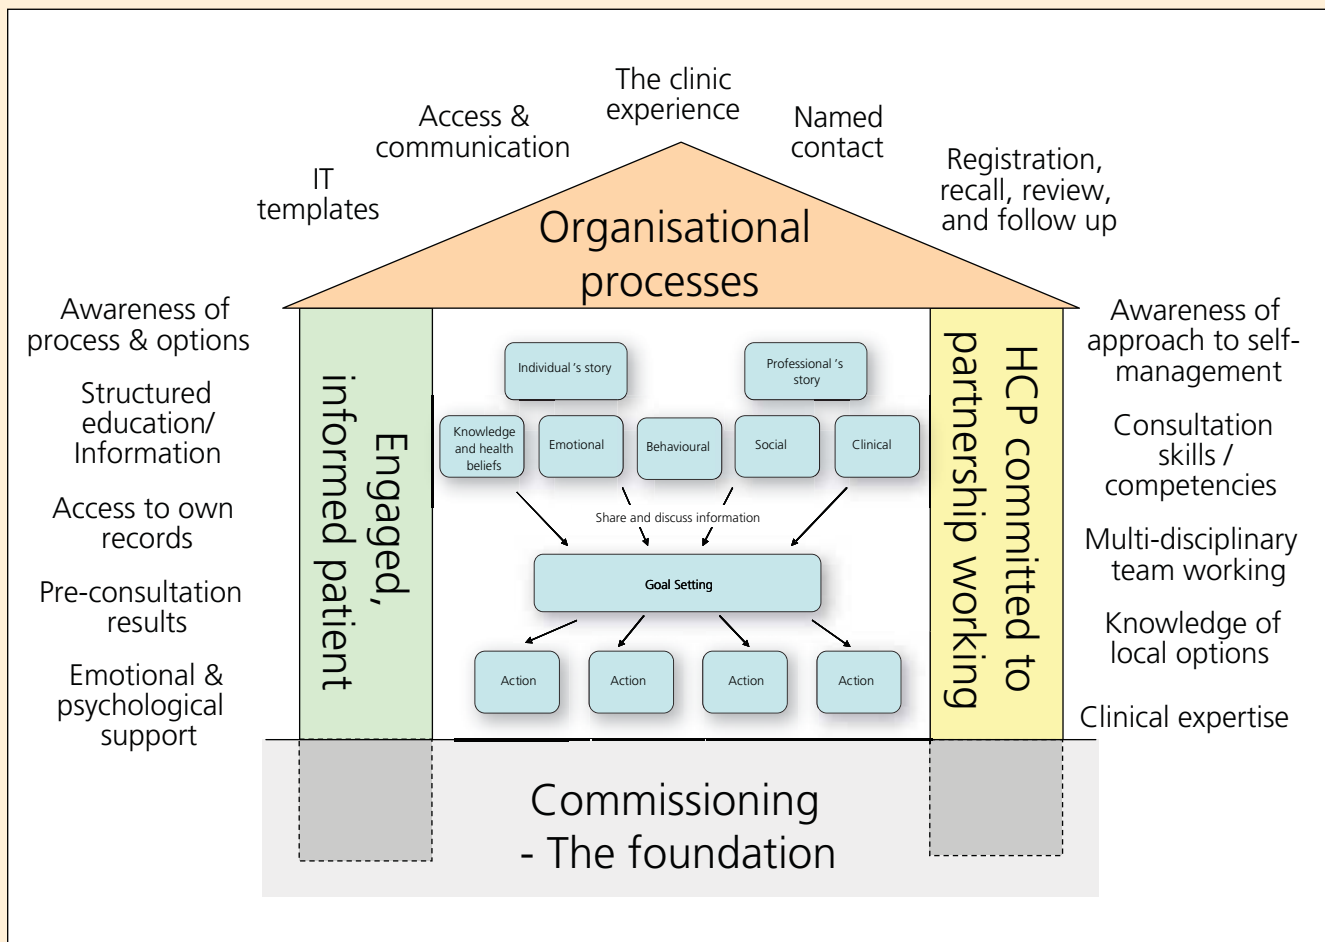 The clinic
experience
Access &
communication
Named
contact
IT
templates
Registration,
recall, review,
and follow up
Organisational
processes
Awareness of
process & options
Structured
education/
Information
Access to own
records
Pre-consultation
results
Emotional &
psychological
support
Engaged,
informed patient
Individual 's story
Professional 's
story
Knowledge
and health
beliefs
Emotional
Behavioural
Social
Clinical
Share and discuss information
Goal Setting
Action
Action
Action
Action
HCP committed to
partnership working
Awareness of
approach to self-
management
Consultation
skills /
competencies
Multi-disciplinary
team working
Knowledge of
local options
Clinical expertise
Commissioning
- The foundation